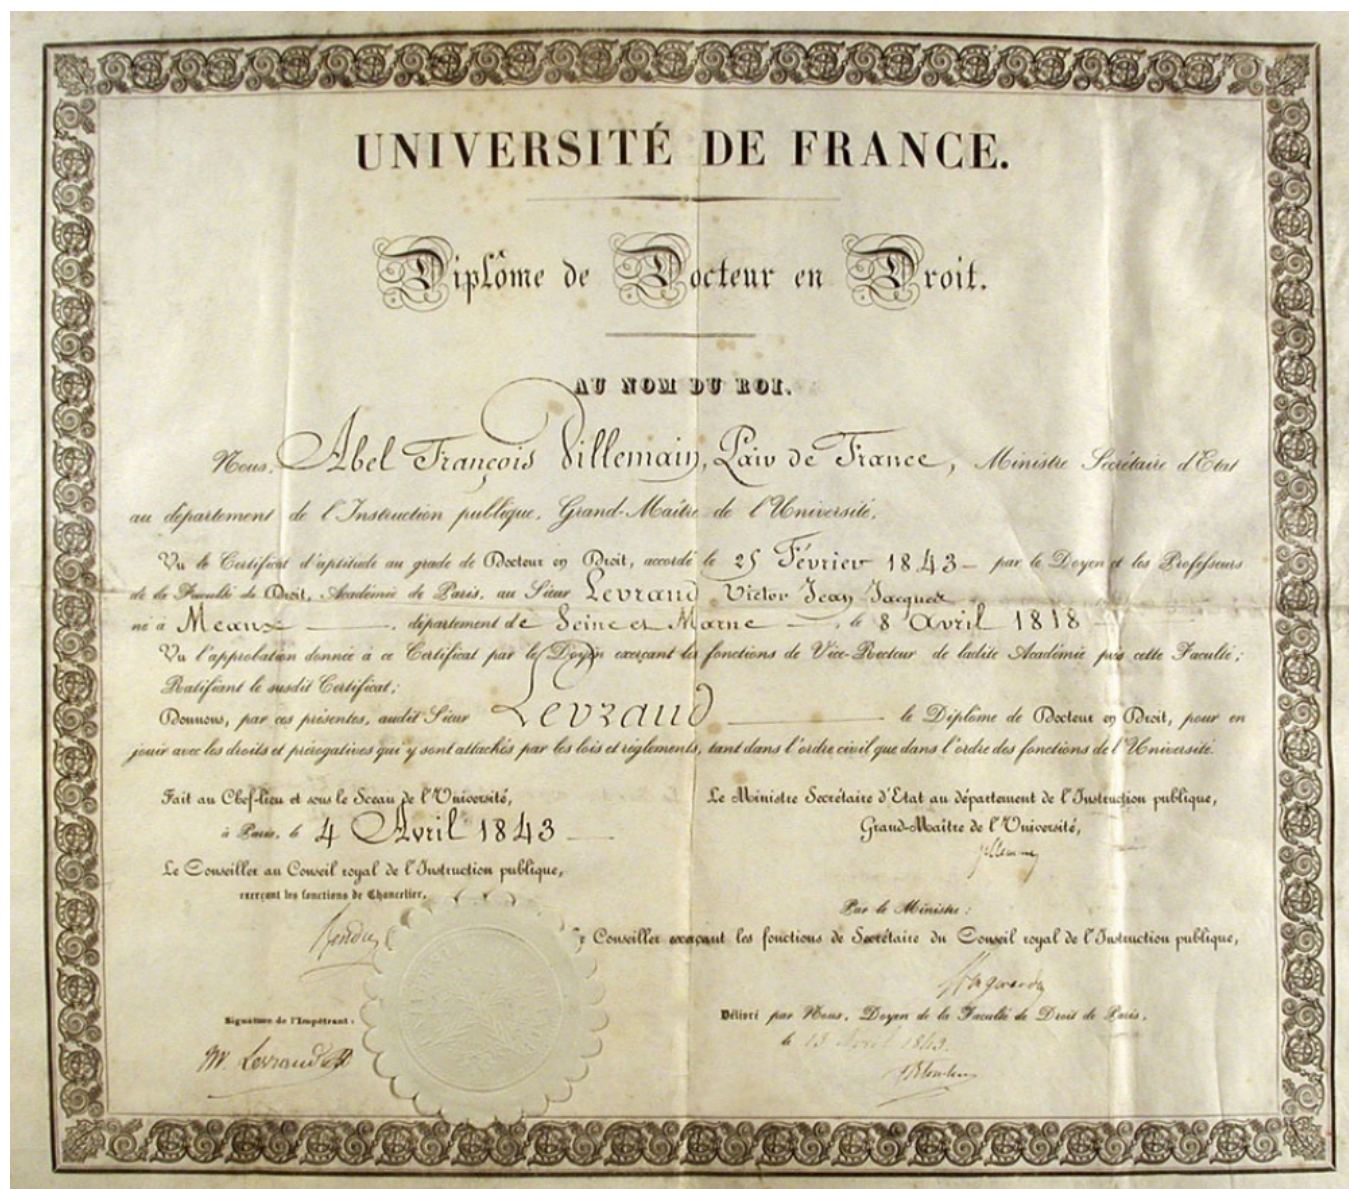 UNIVERSITÉ DE FRANCE.
Diplôme de Docteur en Droit.
AU NOM DU ROI.
Nous, Abel François Villemain, Pair de France, Ministre Secrétaire d'Etat
au département de l'Instruction publique, Grand-Maître de l'Université,
Vu le Certificat d'aptitude au grade de Docteur en Droit, accordé le 25 Février 1843 – par le Doyen et les Professeurs
de la Faculté de Droit, Académie de Paris, au Sieur Levraud Victor Jean Jacques
né à Meaux —, département de Seine et Marne —, le 8 avril 1818 –
Vu l'approbation donnée à ce Certificat par le Doyen exerçant les fonctions de Vice-Recteur de ladite Académie près cette Faculté;
Ratifiant le susdit Certificat;
Donnons, par ces présentes, audit Sieur Levraud — le Diplôme de Docteur en Droit, pour en
jouir avec les droits et prérogatives qui y sont attachés par les lois et réglements, tant dans l'ordre civil que dans l'ordre des fonctions de l'Université.
Fait au Chef-lieu et sous le Sceau de l'Université,
à Paris, le 4 Avril 1843 —
Le Conseiller au Conseil royal de l'Instruction publique,
exerçant les fonctions de Chancelier,
Le Ministre Secrétaire d'Etat au département de l'Instruction publique,
Grand-Maître de l'Université,
Villemain
Par le Ministre :
Conseiller exerçant les fonctions de Secrétaire du Conseil royal de l'Instruction publique,
Signature de l'Impétrant :
Levraud
Délivré par Nous, Doyen de la Faculté de Droit de Paris,
le 13 Avril 1843.